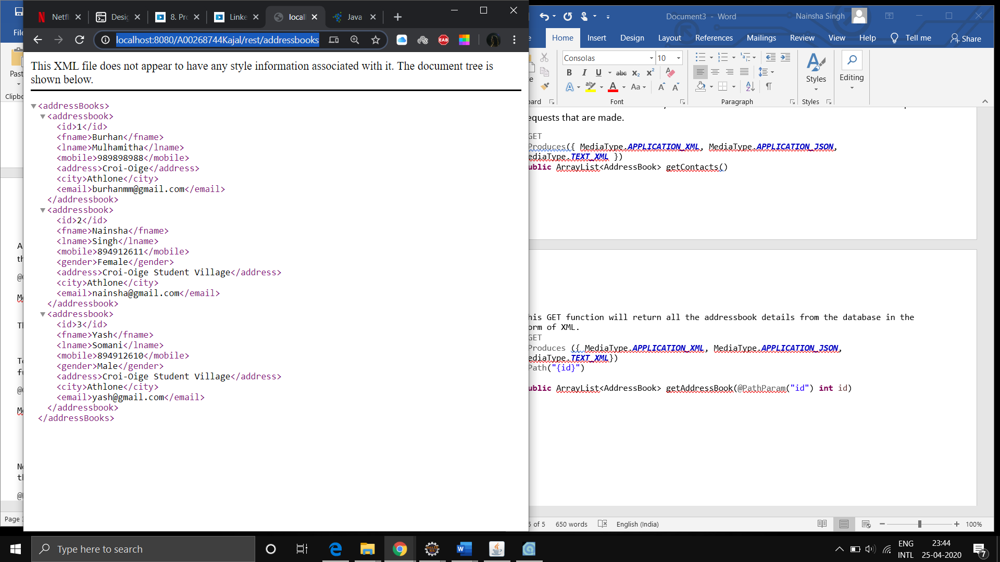 Netfl
Desig
8. Pro
Linke
local
Java
localhost:8080/A00268744Kajal/rest/addressbooks
EAB
This XML file does not appear to have any style information associated with it. The document tree is
shown below.
<addressBooks>
<addressbook>
<id>1</id>
<fname>Burhan</fname>
<lname>Mulhamitha</lname>
<mobile>989898988</mobile>
<address>Croi-Oige</address>
<city>Athlone</city>
<email>burhanmm@gmail.com</email>
</addressbook>
<addressbook>
<id>2</id>
<fname>Nainsha</fname>
<lname>Singh</lname>
<mobile>894912611</mobile>
<gender>Female</gender>
<address>Croi-Oige Student Village</address>
<city>Athlone</city>
<email>nainsha@gmail.com</email>
</addressbook>
<addressbook>
<id>3</id>
<fname>Yash</fname>
<lname>Somani</lname>
<mobile>894912610</mobile>
<gender>Male</gender>
<address>Croi-Oige Student Village</address>
<city>Athlone</city>
<email>yash@gmail.com</email>
</addressbook>
</addressBooks>
File
Past
Clipbo
Page 3
Document3 - Word
Nainsha Singh
Home Insert Design Layout References Mailings Review View Help Tell me Share
Consolas 10
B I U abc x₂ x²
A ab A Aa A A
Styles
Editing
oard Font Paragraph Styles
equests that are made.
GET
Produces({ MediaType.APPLICATION_XML, MediaType.APPLICATION_JSON,
ediaType.TEXT_XML })
ublic ArrayList<AddressBook> getContacts()
his GET function will return all the addressbook details from the database in the
orm of XML.
GET
Produces ({ MediaType.APPLICATION_XML, MediaType.APPLICATION_JSON,
ediaType.TEXT_XML})
Path("{id}")
ublic ArrayList<AddressBook> getAddressBook(@PathParam("id") int id)
5 of 5 650 words English (India) 100%
Type here to search
ENG
INTL
23:44
25-04-2020
7